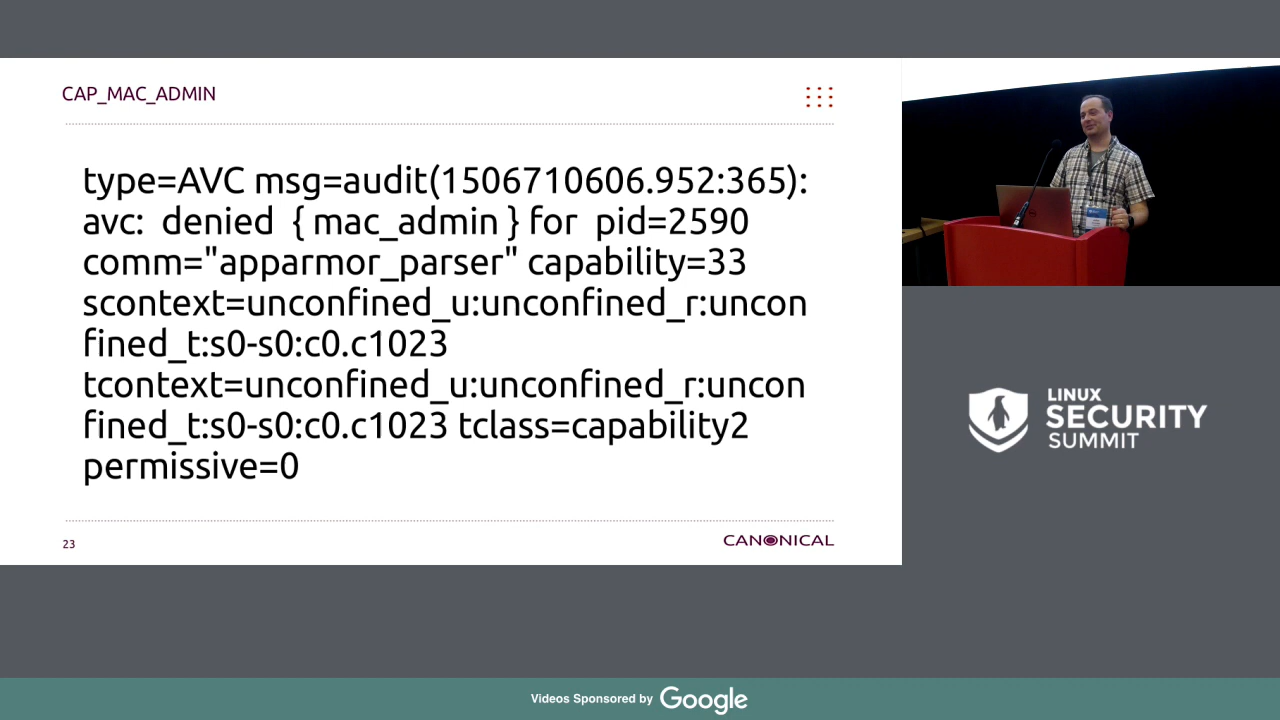 CAP_MAC_ADMIN
type=AVC msg=audit(1506710606.952:365):
avc:  denied  { mac_admin } for  pid=2590
comm="apparmor_parser" capability=33
scontext=unconfined_u:unconfined_r:uncon
fined_t:s0-s0:c0.c1023
tcontext=unconfined_u:unconfined_r:uncon
fined_t:s0-s0:c0.c1023 tclass=capability2
permissive=0
23
CANONICAL
LINUX
SECURITY
SUMMIT
Videos Sponsored by Google